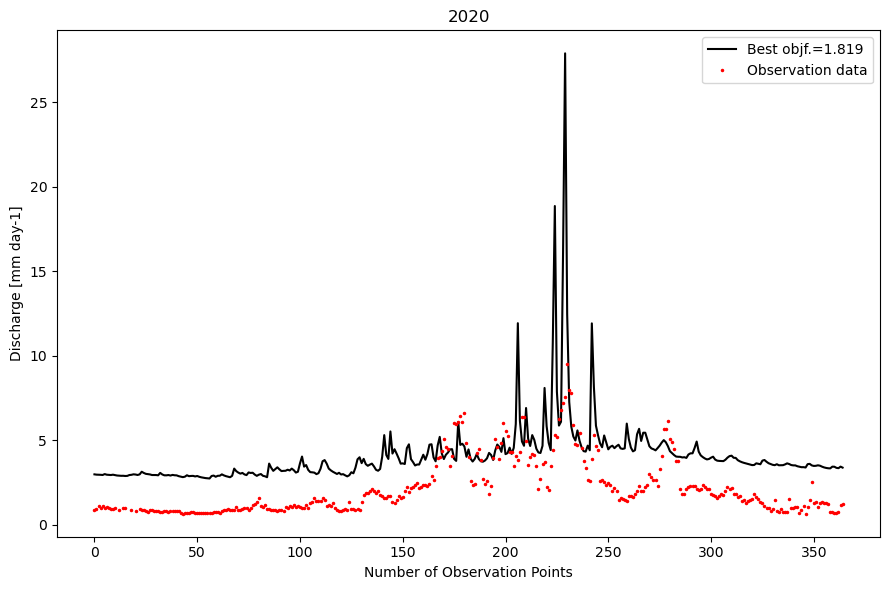 2020
Best objf.=1.819
Observation data
Discharge [mm day-1]
25
20
15
10
5
0
0 50 100 150 200 250 300 350
Number of Observation Points